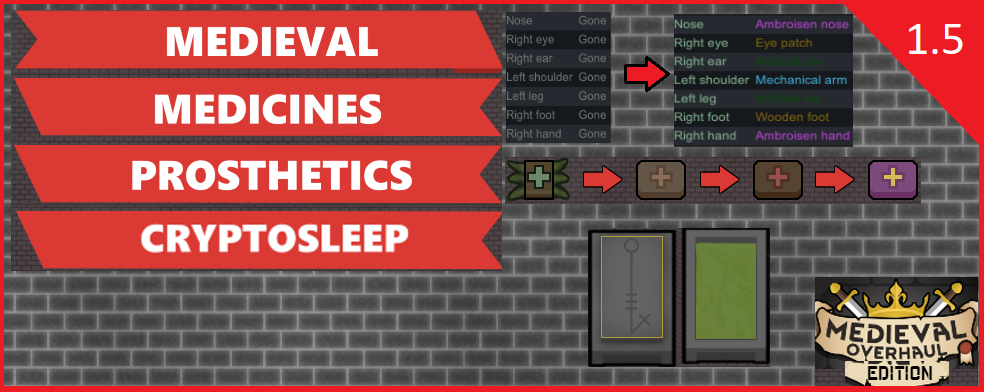 MEDIEVAL
MEDICINES
PROSTHETICS
CRYPTOSLEEP
Nose Gone
Right eye Gone
Right ear Gone
Left shoulder Gone
Left leg Gone
Right foot Gone
Right hand Gone
Nose Ambroisen nose
Right eye Eye patch
Right ear
Left shoulder Mechanical arm
Left leg
Right foot Wooden foot
Right hand Ambroisen hand
1.5
MEDIEVAL
OVERHAUL
EDITION